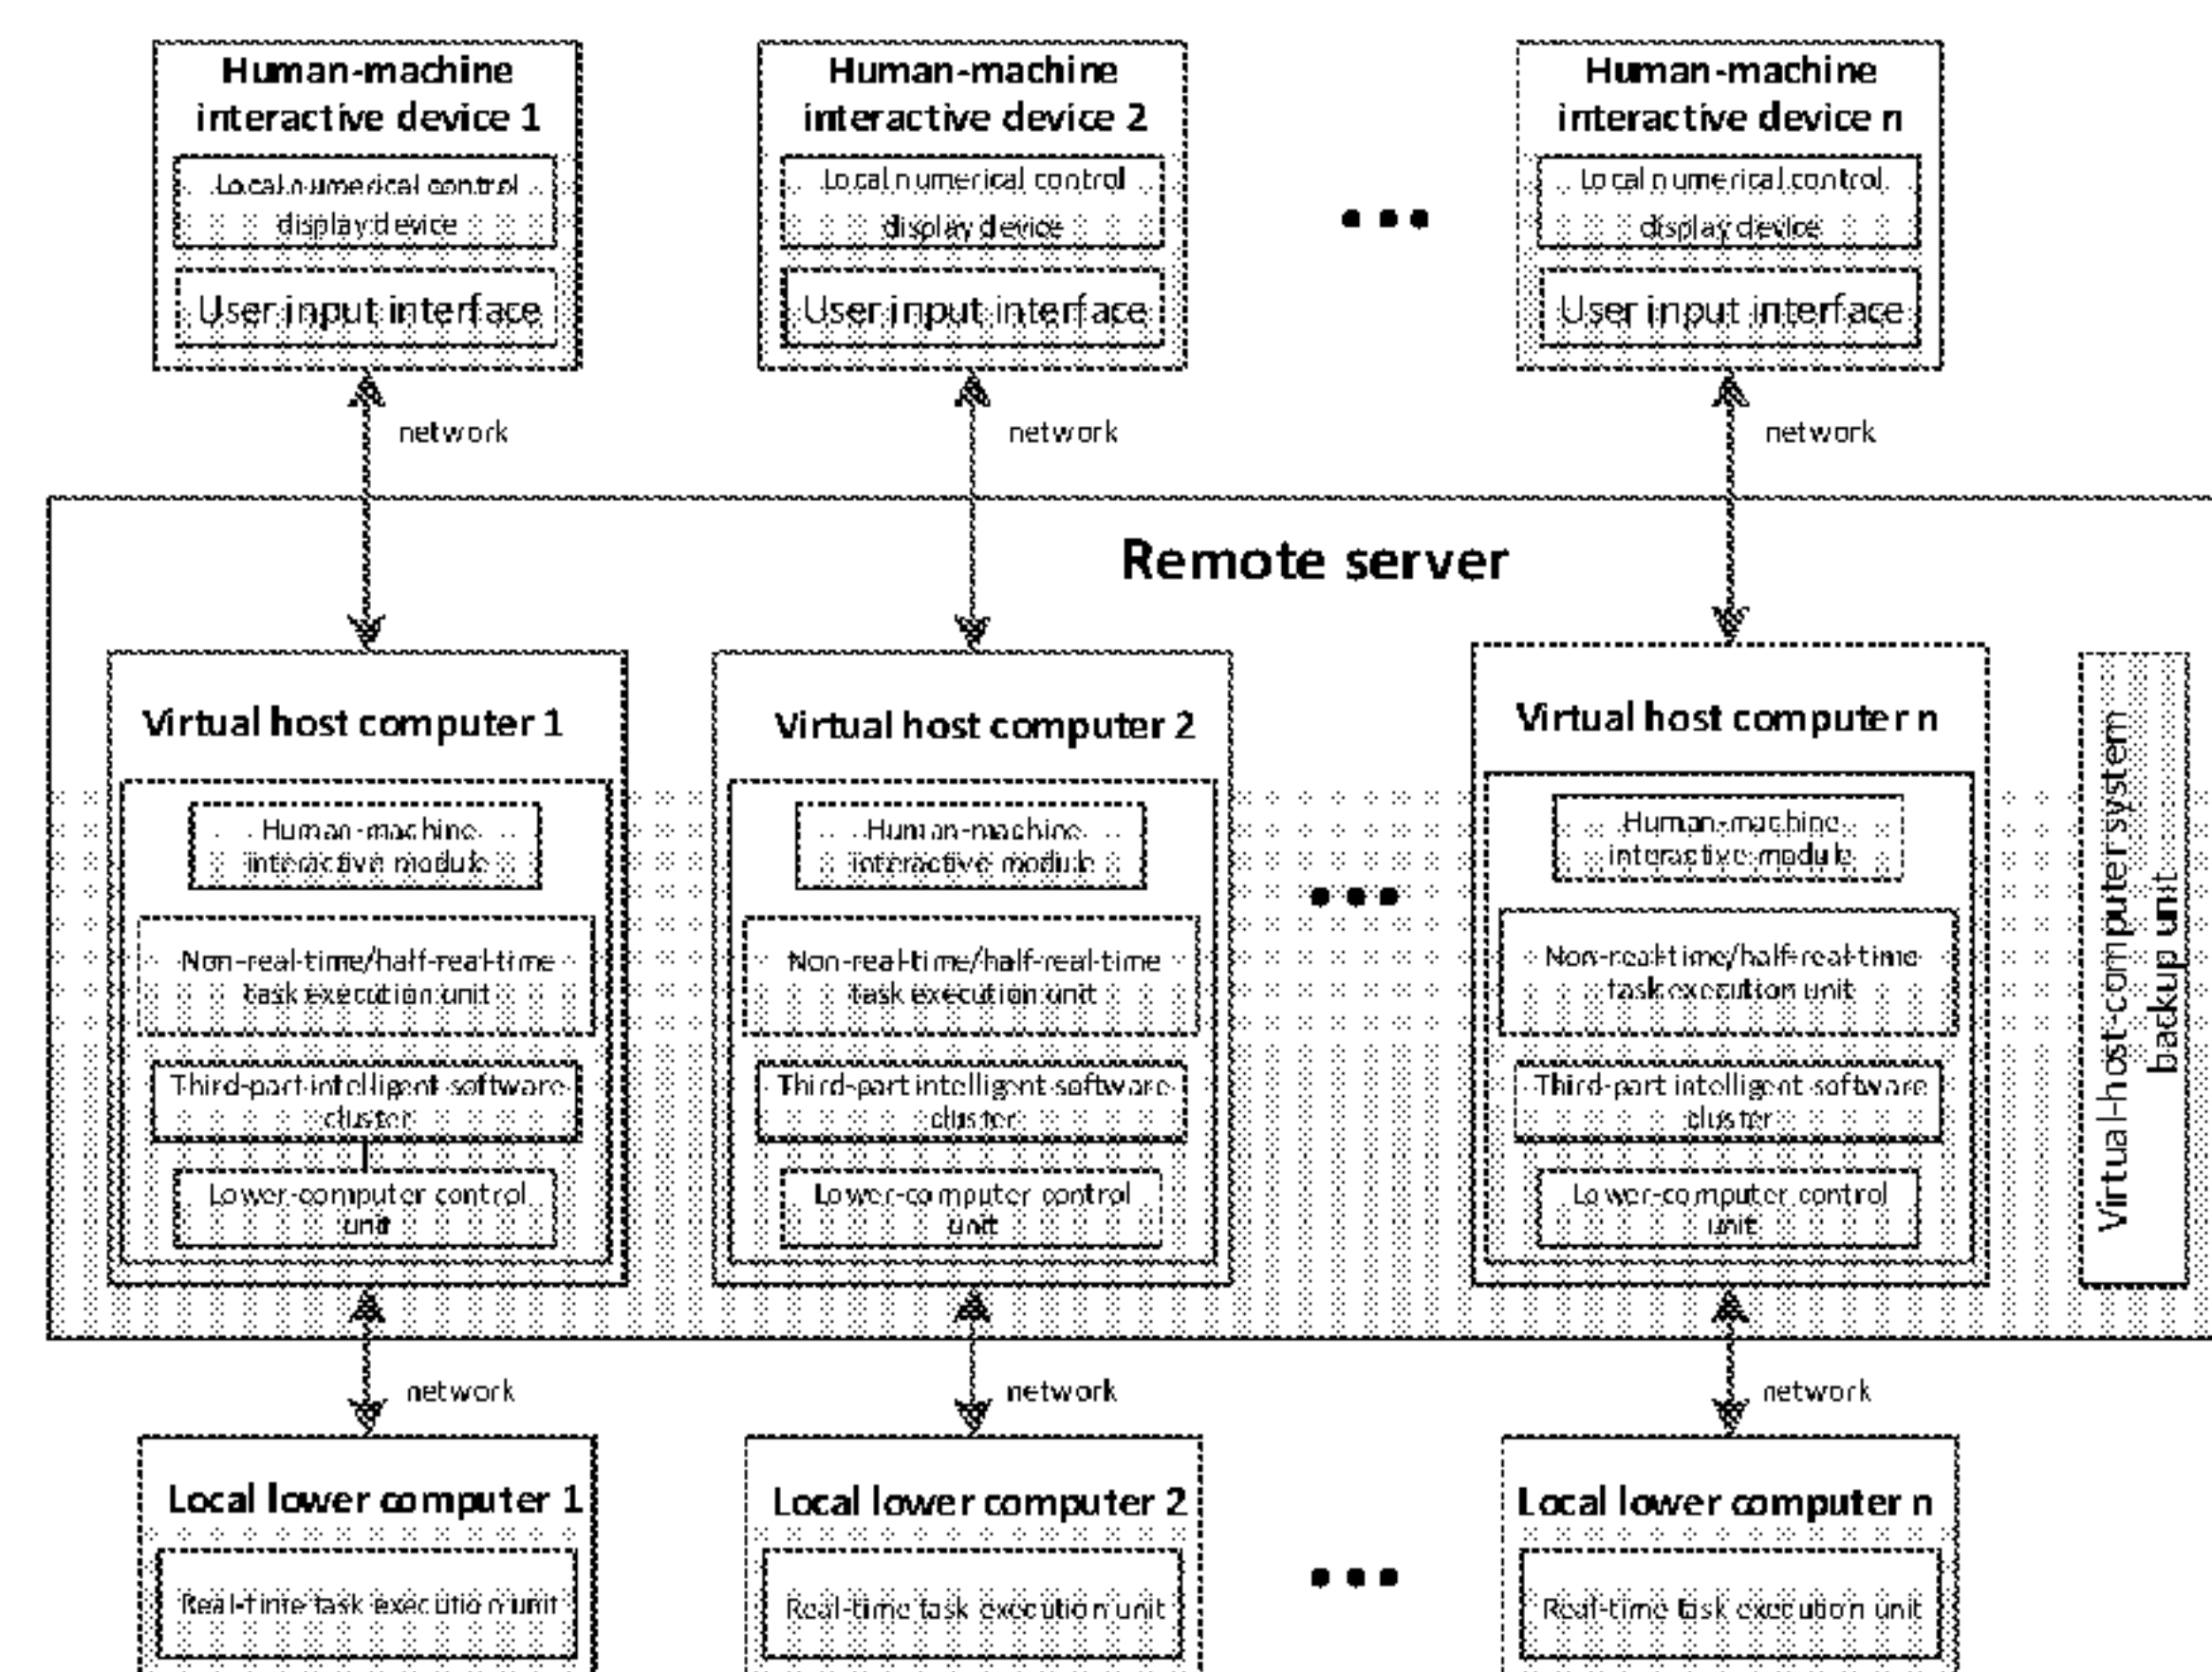 Human-machine
interactive device 1
Local numerical control
display device
User input interface
Human-machine
interactive device 2
Local numerical control
display device
User input interface
Human-machine
interactive device n
Local numerical control
display device
User input interface
network
network
network
Remote server
Virtual host computer 1
Human-machine
interactive module
Non-real-time/half-real-time
task execution unit
Third-part intelligent software
cluster
Lower-computer control
unit
Virtual host computer 2
Human-machine
interactive module
Non-real-time/half-real-time
task execution unit
Third-part intelligent software
cluster
Lower-computer control
unit
Virtual host computer n
Human-machine
interactive module
Non-real-time/half-real-time
task execution unit
Third-part intelligent software
cluster
Lower-computer control
unit
Virtual-host-computer system
backup unit
network
network
network
Local lower computer 1
Real-time task execution unit
Local lower computer 2
Real-time task execution unit
Local lower computer n
Real-time task execution unit